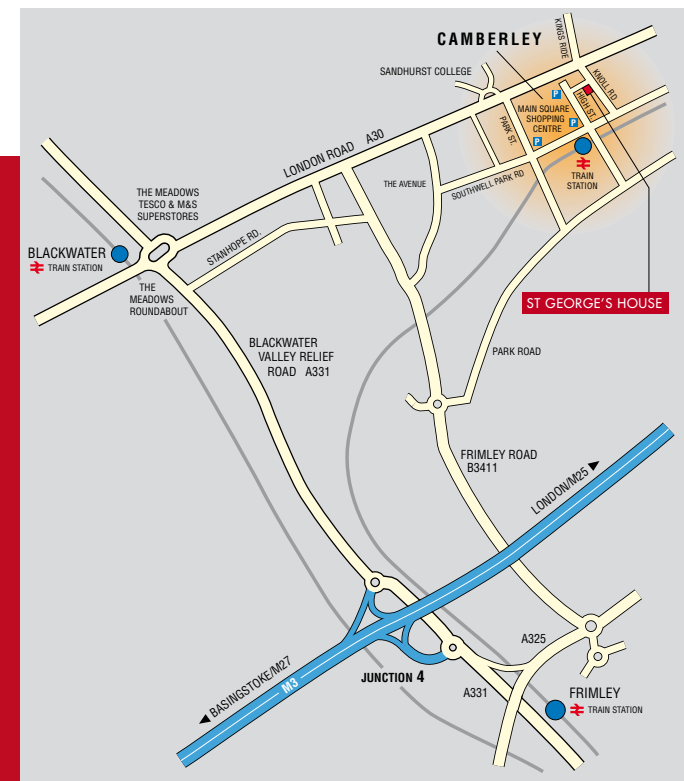 CAMBERLEY
KINGS RIDE
SANDHURST COLLEGE
KNOLL RD
P
HIGH ST.
MAIN SQUARE
SHOPPING
CENTRE
P
P
PARK ST.
LONDON ROAD A30
TRAIN
STATION
THE AVENUE
SOUTHWELL PARK RD
THE MEADOWS
TESCO & M&S
SUPERSTORES
STANHOPE RD.
BLACKWATER
TRAIN STATION
THE
MEADOWS
ROUNDABOUT
ST GEORGE'S HOUSE
BLACKWATER
VALLEY RELIEF
ROAD A331
PARK ROAD
FRIMLEY ROAD
B3411
LONDON/M25
A325
BASINGSTOKE/M27
M3
JUNCTION 4
A331
FRIMLEY
TRAIN STATION